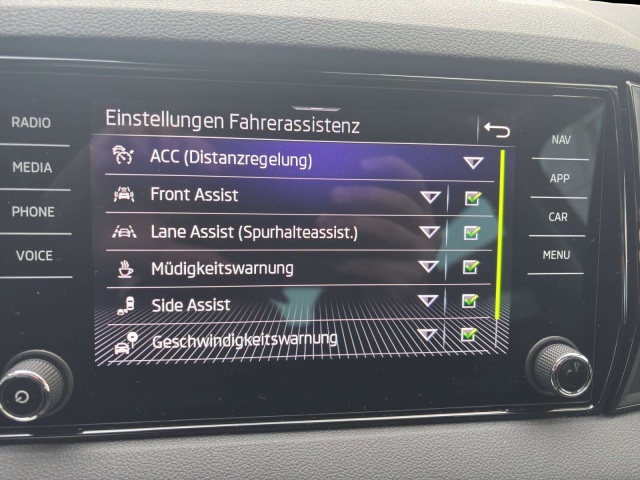 Einstellungen Fahrerassistenz
ACC (Distanzregelung)
Front Assist
Lane Assist (Spurhalteassist.)
Müdigkeitswarnung
Side Assist
Geschwindigkeitswarnung
RADIO
MEDIA
PHONE
VOICE
NAV
APP
CAR
MENU